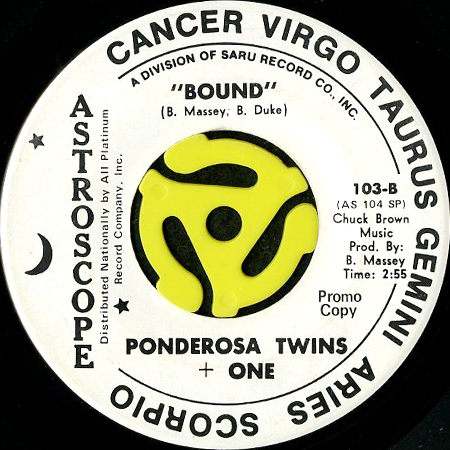 CANCER VIRGO TAURUS GEMINI ARIES SCORPIO
A DIVISION OF SARU RECORD CO., INC.
"BOUND"
(B. Massey, B. Duke)
ASTROSCOPE
Distributed Nationally by All Platinum
Record Company, Inc.
103-B
(AS 104 SP)
Chuck Brown
Music
Prod. By:
B. Massey
Time: 2:55
Promo
Copy
PONDEROSA TWINS
+ ONE